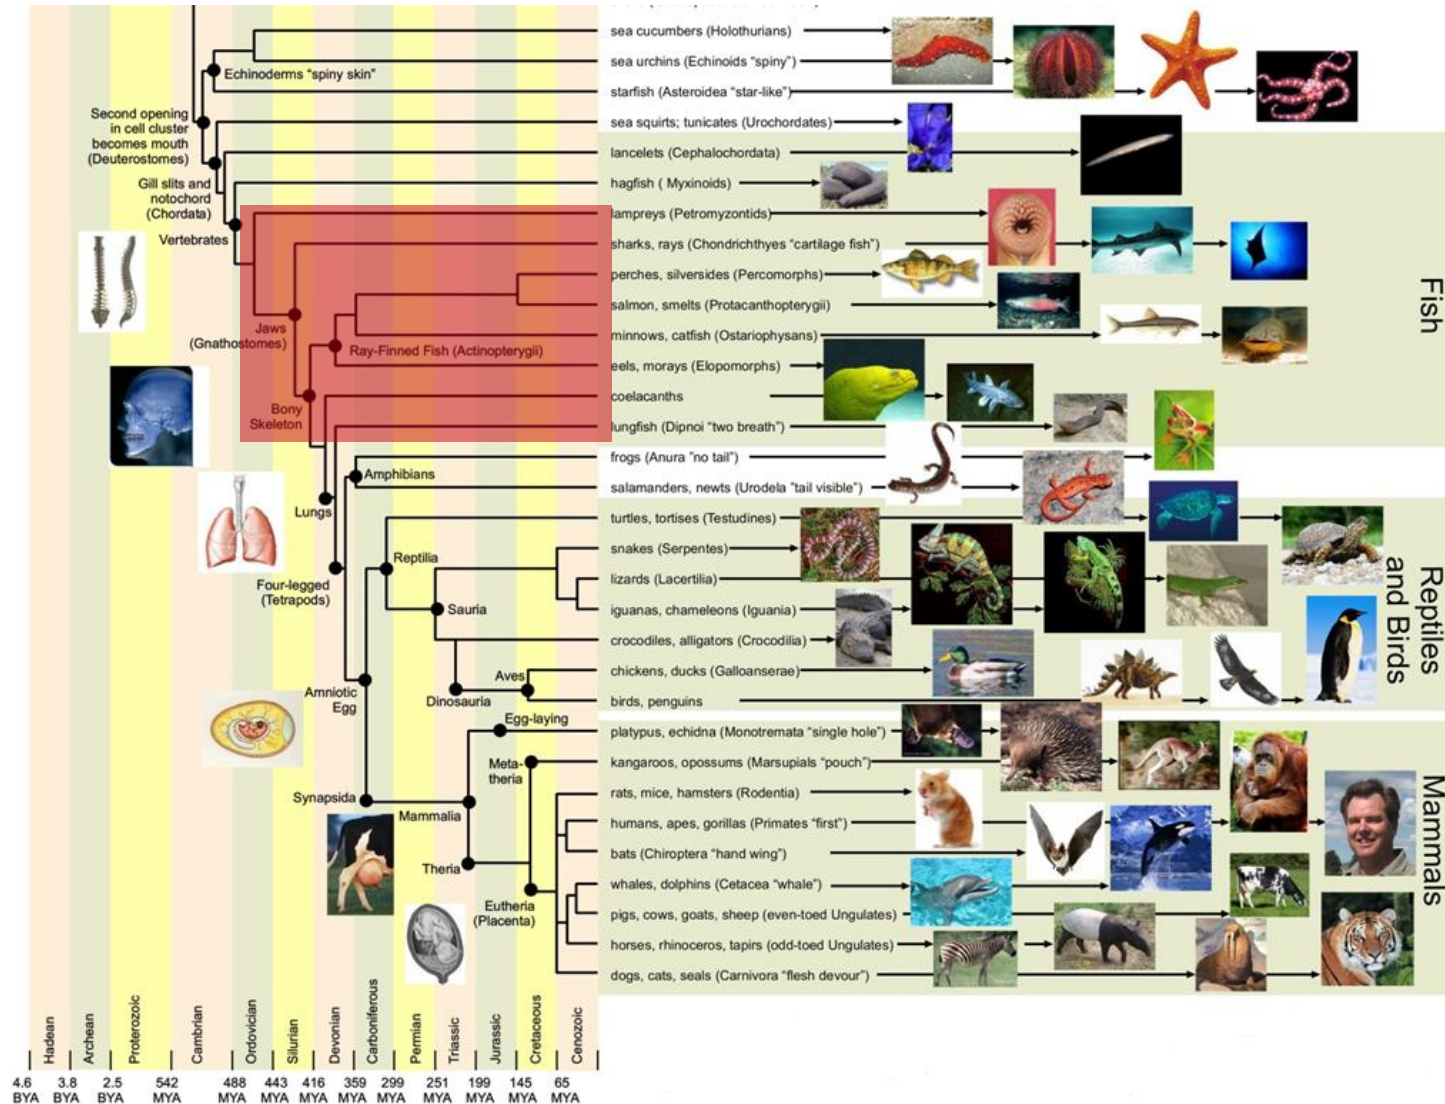 sea cucumbers (Holothurians)
sea urchins (Echinoids “spiny”)
Echinoderms “spiny skin”
starfish (Asteroidea “star-like”)
Second opening
in cell cluster
becomes mouth
(Deuterostomes)
sea squirts; tunicates (Urochordates)
lancelets (Cephalochordata)
Gill slits and
notochord
(Chordata)
hagfish ( Myxinoids)
Vertebrates
lampreys (Petromyzontids)
sharks, rays (Chondrichthyes “cartilage fish”)
perches, silversides (Percomorphs)
salmon, smelts (Protacanthopterygii)
Jaws
(Gnathostomes)
minnows, catfish (Ostariophysans)
Ray-Finned Fish (Actinopterygii)
eels, morays (Elopomorphs)
coelacanths
Bony
Skeleton
lungfish (Dipnoi “two breath”)
Fish
frogs (Anura ”no tail”)
Amphibians
salamanders, newts (Urodela “tail visible”)
Lungs
turtles, tortises (Testudines)
Reptilia
snakes (Serpentes)
Four-legged
(Tetrapods)
lizards (Lacertilia)
Sauria
iguanas, chameleons (Iguania)
crocodiles, alligators (Crocodilia)
Aves
chickens, ducks (Galloanserae)
Amniotic
Egg
Dinosauria
birds, penguins
Reptiles
and Birds
Egg-laying
platypus, echidna (Monotremata “single hole”)
Meta-
theria
kangaroos, opossums (Marsupials “pouch”)
Synapsida
rats, mice, hamsters (Rodentia)
Mammalia
humans, apes, gorillas (Primates “first”)
bats (Chiroptera “hand wing”)
Theria
whales, dolphins (Cetacea “whale”)
Eutheria
(Placenta)
pigs, cows, goats, sheep (even-toed Ungulates)
horses, rhinoceros, tapirs (odd-toed Ungulates)
dogs, cats, seals (Carnivora “flesh devour”)
Mammals
Hadean
Archean
Proterozoic
Cambrian
Ordovician
Silurian
Devonian
Carboniferous
Permian
Triassic
Jurassic
Cretaceous
Cenozoic
4.6 3.8 2.5 542 488 443 416 359 299 251 199 145 65
BYA BYA BYA MYA MYA MYA MYA MYA MYA MYA MYA MYA MYA